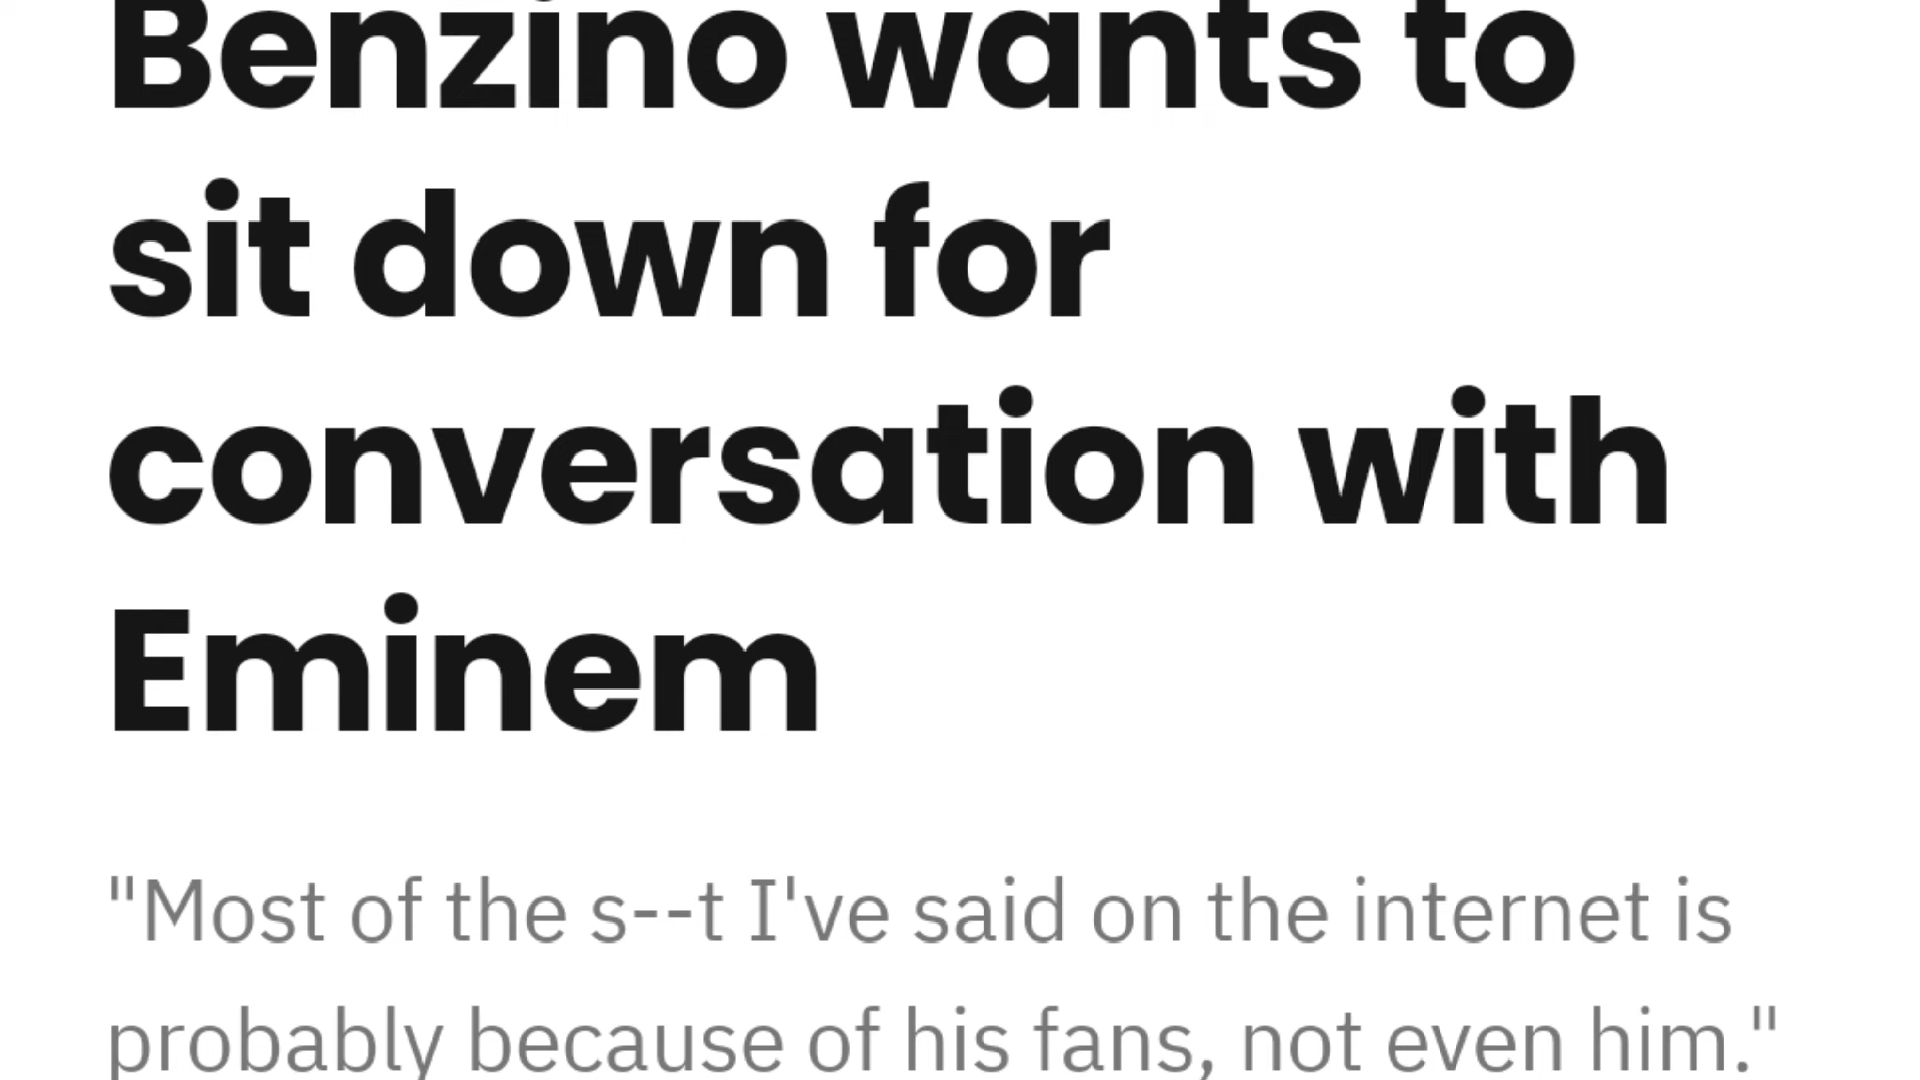 Benzino wants to
sit down for
conversation with
Eminem
"Most of the s--t I've said on the internet is
probably because of his fans, not even him."